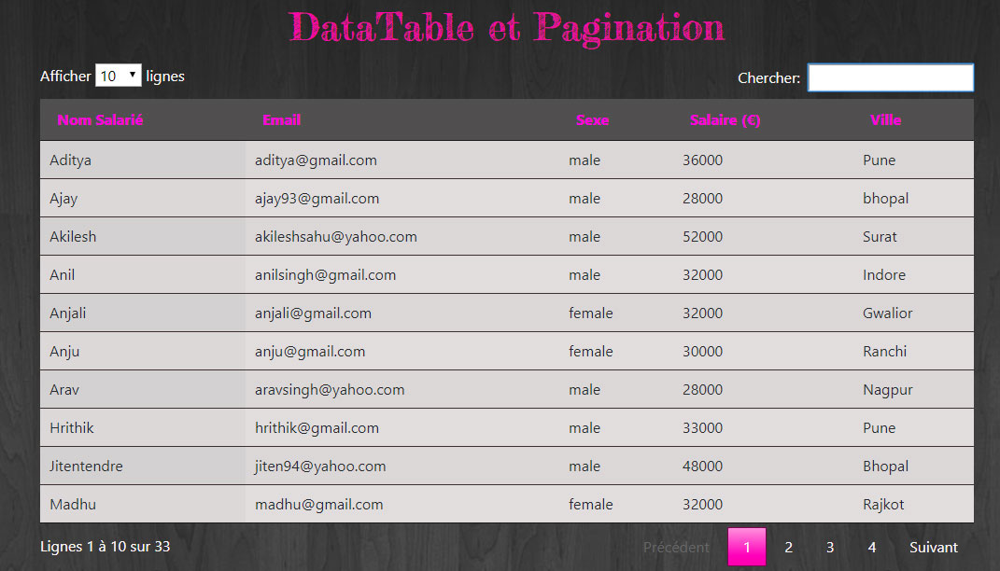 DataTable et Pagination
Afficher 10 lignes Chercher:
Nom Salarié Email Sexe Salaire (€) Ville
Aditya aditya@gmail.com male 36000 Pune
Ajay ajay93@gmail.com male 28000 bhopal
Akilesh akileshsahu@yahoo.com male 52000 Surat
Anil anilsingh@gmail.com male 32000 Indore
Anjali anjali@gmail.com female 32000 Gwalior
Anju anju@gmail.com female 30000 Ranchi
Arav aravsingh@yahoo.com male 28000 Nagpur
Hrithik hrithik@gmail.com male 33000 Pune
Jitentendre jiten94@yahoo.com male 48000 Bhopal
Madhu madhu@gmail.com female 32000 Rajkot
Lignes 1 à 10 sur 33 Précédent 1 2 3 4 Suivant